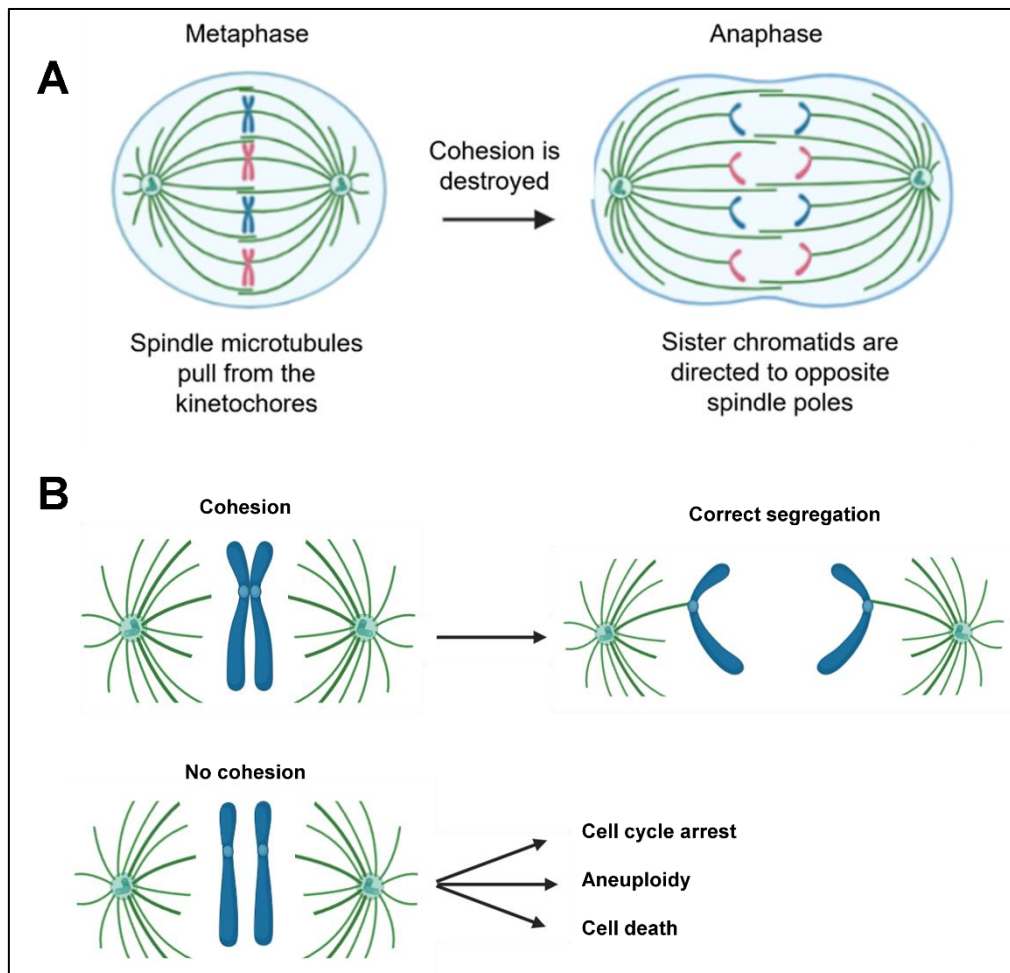 A
Metaphase
Anaphase
Cohesion is
destroyed
Spindle microtubules
pull from the
kinetochores
Sister chromatids are
directed to opposite
spindle poles
B
Cohesion
Correct segregation
No cohesion
Cell cycle arrest
Aneuploidy
Cell death